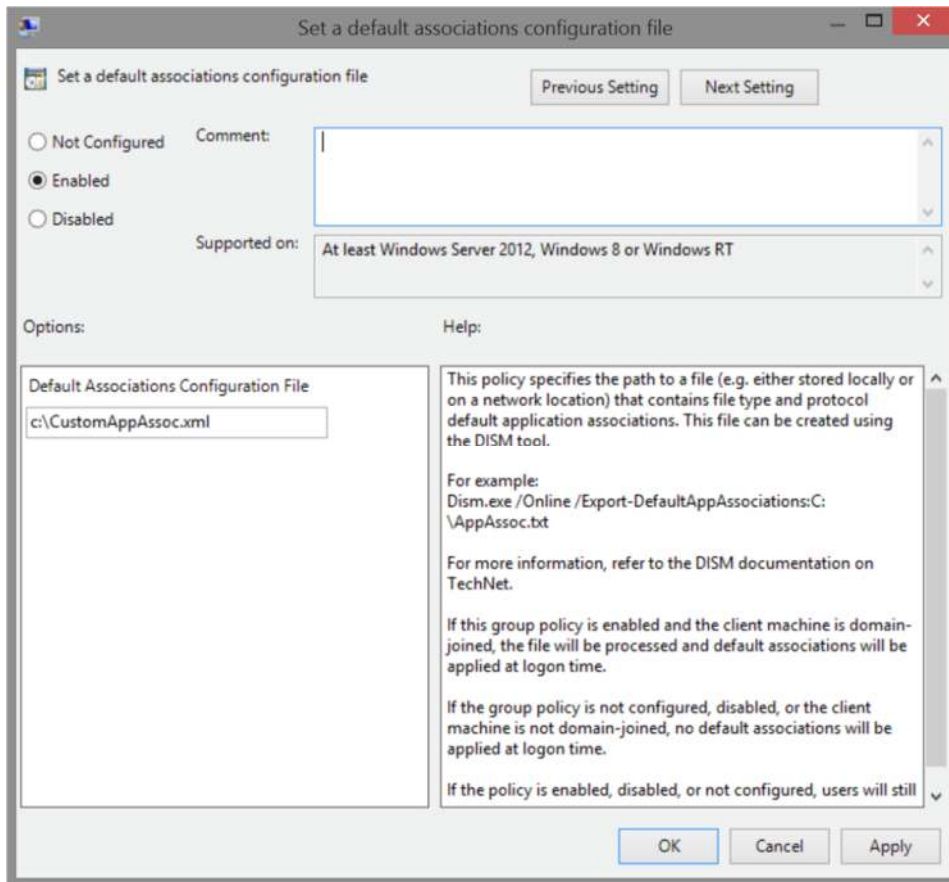 Set a default associations configuration file
Set a default associations configuration file
Previous Setting
Next Setting
Not Configured
Comment:
Enabled
Disabled
Supported on:
At least Windows Server 2012, Windows 8 or Windows RT
Options:
Help:
Default Associations Configuration File
c:\CustomAppAssoc.xml
This policy specifies the path to a file (e.g. either stored locally or
on a network location) that contains file type and protocol
default application associations. This file can be created using
the DISM tool.
For example:
Dism.exe /Online /Export-DefaultAppAssociations:C:
\AppAssoc.txt
For more information, refer to the DISM documentation on
TechNet.
If this group policy is enabled and the client machine is domain-
joined, the file will be processed and default associations will be
applied at logon time.
If the group policy is not configured, disabled, or the client
machine is not domain-joined, no default associations will be
applied at logon time.
If the policy is enabled, disabled, or not configured, users will still
OK
Cancel
Apply